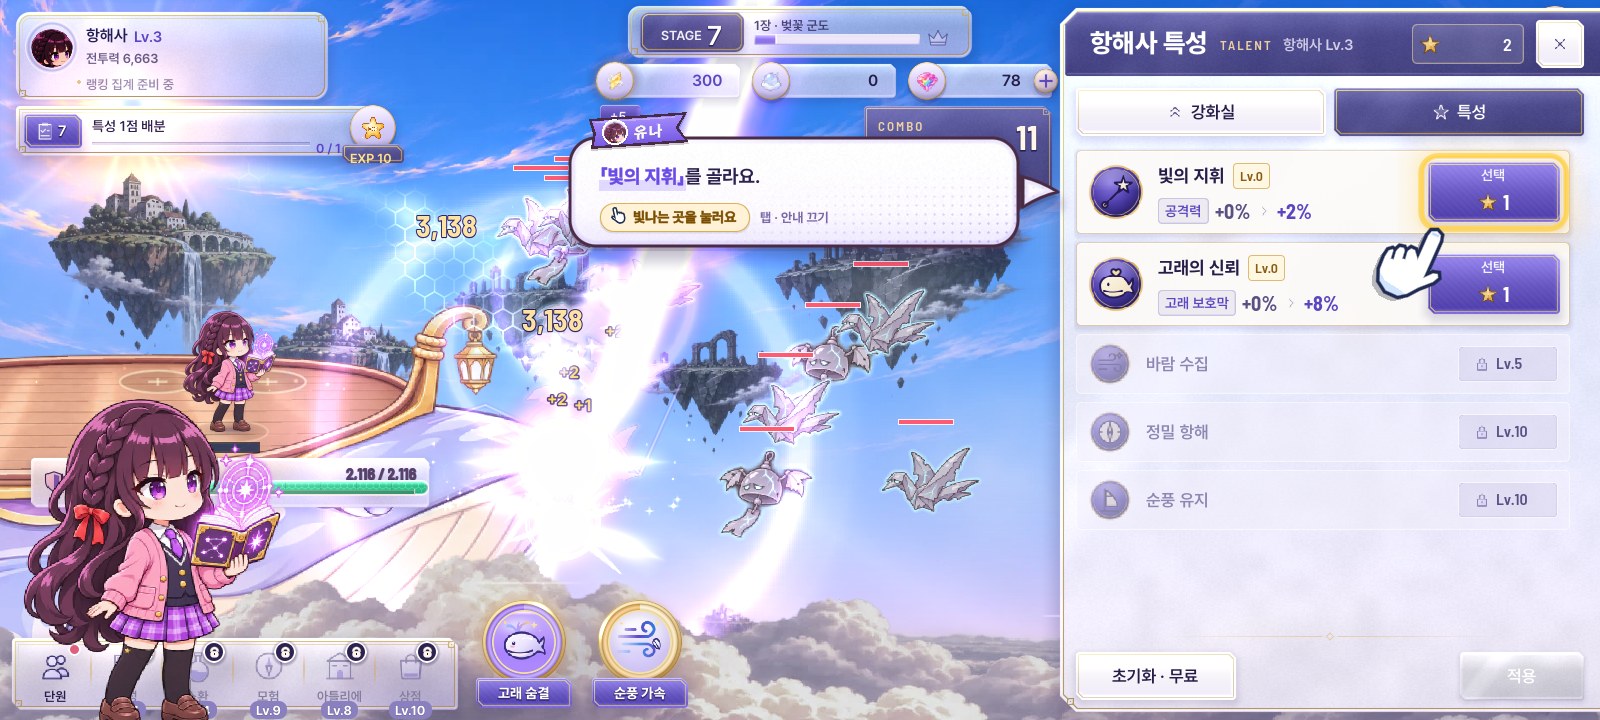 항해사 Lv.3
전투력 6,663
랭킹 집계 준비 중
7
특성 1점 배분
0 / 1
EXP 10
STAGE 7
1장 · 벚꽃 군도
300
0
78
COMBO
11
유나
「빛의 지휘」를 골라요.
빛나는 곳을 눌러요
탭 · 안내 끄기
3,138
3,138
+2
+2
+1
2,116 / 2,116
단원
모험
Lv.9
아틀리에
Lv.8
상점
Lv.10
고래 숨결
순풍 가속
항해사 특성
TALENT
항해사 Lv.3
2
강화실
특성
빛의 지휘
Lv.0
공격력
+0%
+2%
선택
1
고래의 신뢰
Lv.0
고래 보호막
+0%
+8%
선택
1
바람 수집
Lv.5
정밀 항해
Lv.10
순풍 유지
Lv.10
초기화 · 무료
적용